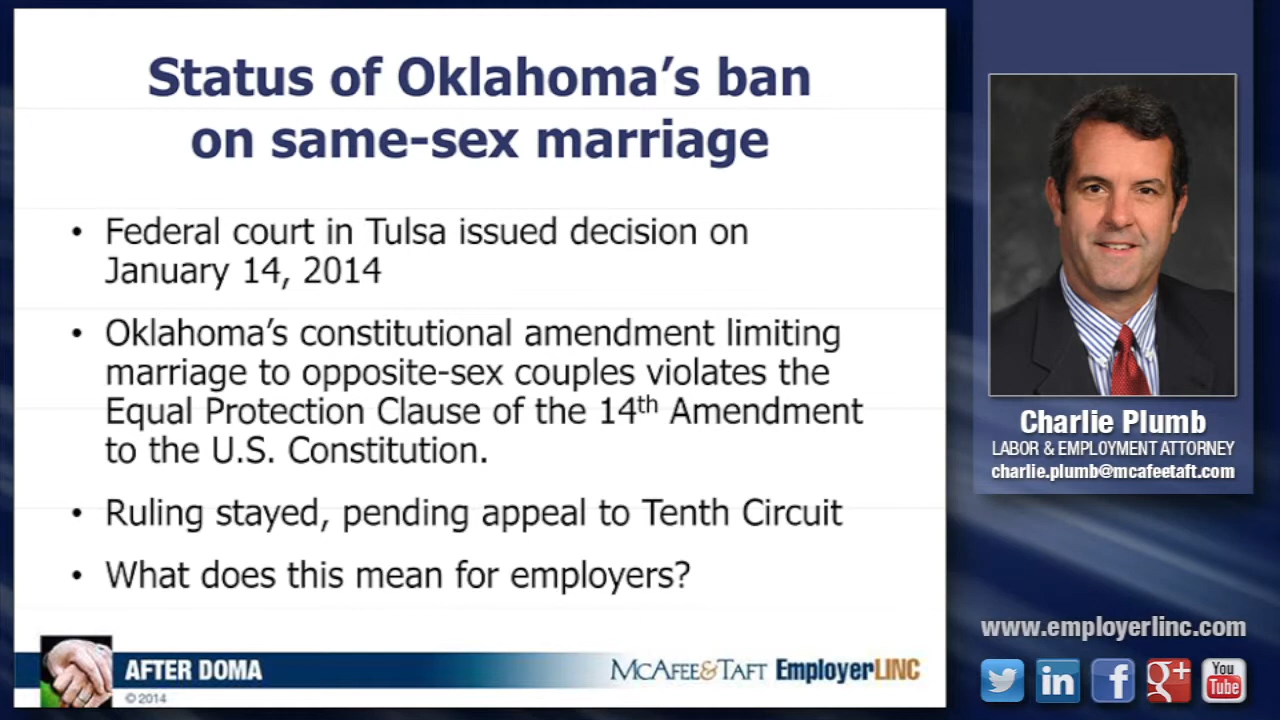 Status of Oklahoma's ban
on same-sex marriage
• Federal court in Tulsa issued decision on
January 14, 2014
• Oklahoma's constitutional amendment limiting
marriage to opposite-sex couples violates the
Equal Protection Clause of the 14th Amendment
to the U.S. Constitution.
• Ruling stayed, pending appeal to Tenth Circuit
• What does this mean for employers?
AFTER DOMA
McAfee&Taft EmployerLINC
© 2014
Charlie Plumb
LABOR & EMPLOYMENT ATTORNEY
charlie.plumb@mcafeetaft.com
www.employerlinc.com
in
f
g+
You
Tube